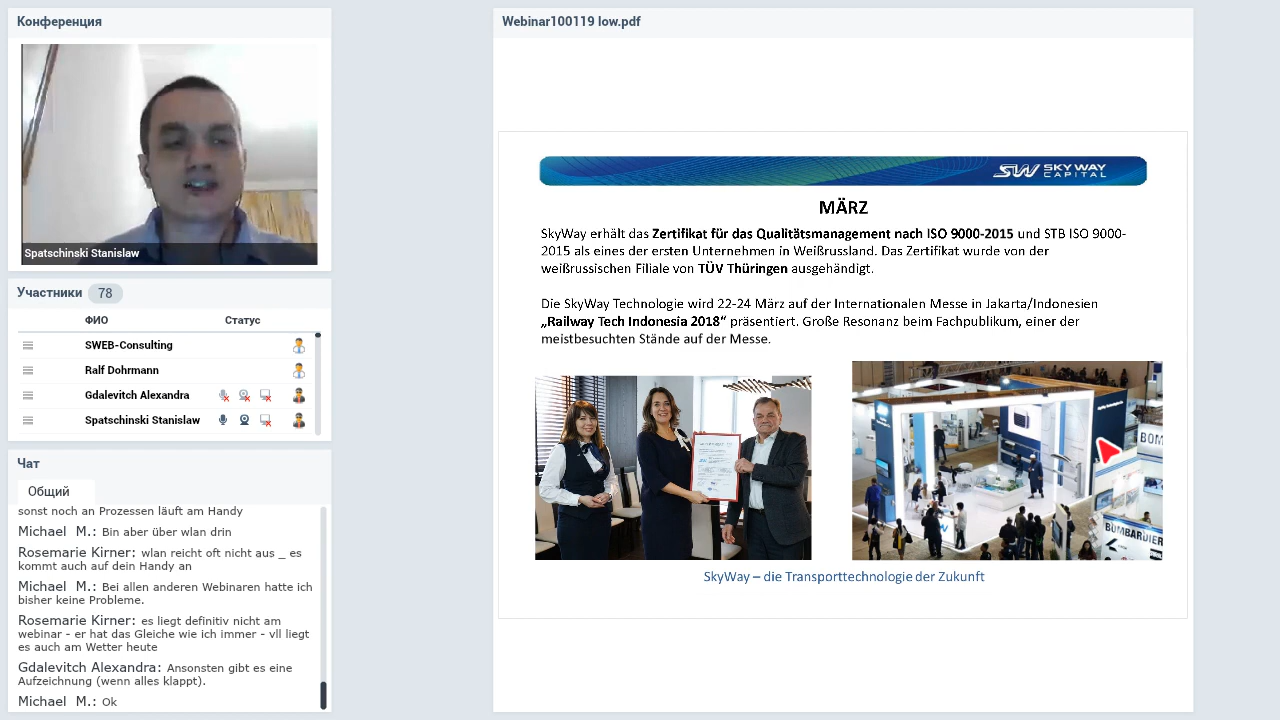 Конференция
Spatschinski Stanislaw
Участники 78
ФИО Статус
SWEB-Consulting
Ralf Dohrmann
Gdalevitch Alexandra
Spatschinski Stanislaw
Чат
Общий
sonst noch an Prozessen läuft am Handy
Michael M.: Bin aber über wlan drin
Rosemarie Kirner: wlan reicht oft nicht aus _ es
kommt auch auf dein Handy an
Michael M.: Bei allen anderen Webinaren hatte ich
bisher keine Probleme.
Rosemarie Kirner: es liegt definitiv nicht am
webinar - er hat das Gleiche wie ich immer - vll liegt
es auch am Wetter heute
Gdalevitch Alexandra: Ansonsten gibt es eine
Aufzeichnung (wenn alles klappt).
Michael M.: Ok
Webinar100119 low.pdf
SW SKY WAY
CAPITAL
MÄRZ
SkyWay erhält das Zertifikat für das Qualitätsmanagement nach ISO 9000-2015 und STB ISO 9000-
2015 als eines der ersten Unternehmen in Weißrussland. Das Zertifikat wurde von der
weißrussischen Filiale von TÜV Thüringen ausgehändigt.
Die SkyWay Technologie wird 22-24 März auf der Internationalen Messe in Jakarta/Indonesien
„Railway Tech Indonesia 2018“ präsentiert. Große Resonanz beim Fachpublikum, einer der
meistbesuchten Stände auf der Messe.
BOM
BOMBARDIER
SkyWay – die Transporttechnologie der Zukunft